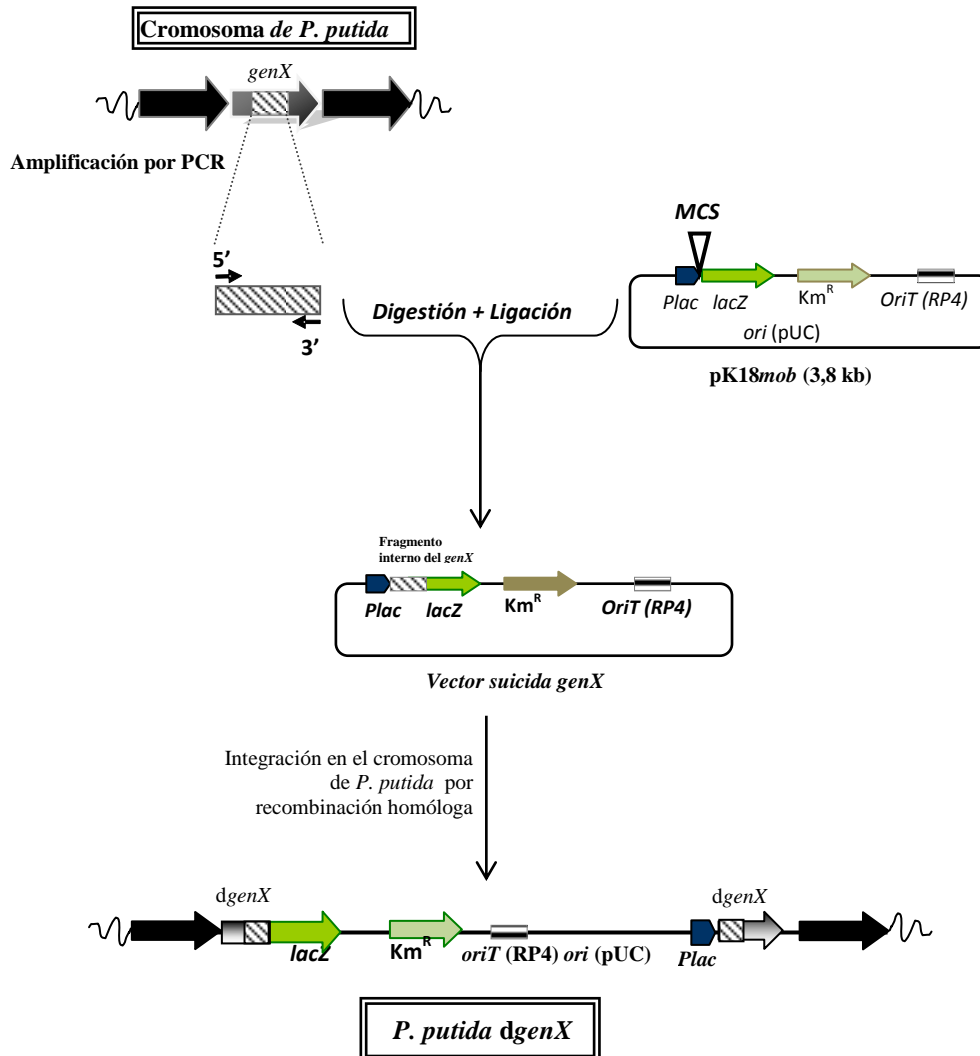 Cromosoma de P. putida
genX
Amplificación por PCR
5’
3’
Digestión + Ligación
MCS
Plac
lacZ
KmR
OriT (RP4)
ori (pUC)
pK18mob (3,8 kb)
Fragmento
interno del genX
Plac
lacZ
KmR
OriT (RP4)
Vector suicida genX
Integración en el cromosoma
de P. putida por
recombinación homóloga
dgenX
dgenX
lacZ
KmR
oriT (RP4) ori (pUC)
Plac
P. putida dgenX